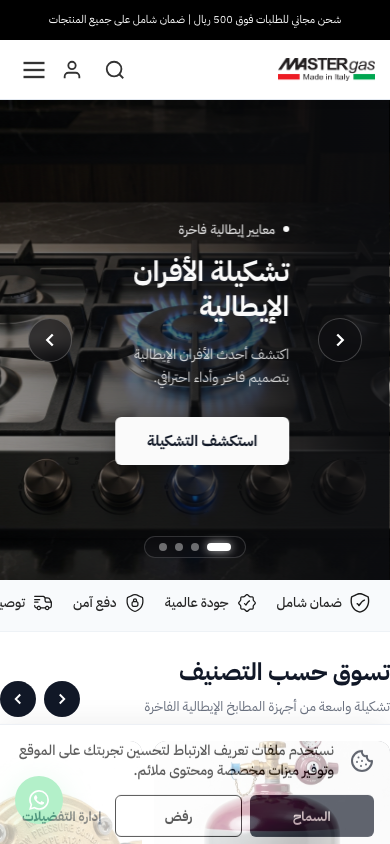 شحن مجاني للطلبات فوق 500 ريال | ضمان شامل على جميع المنتجات
MASTERgas
Made in Italy
معايير إيطالية فاخرة
تشكيلة الأفران
الإيطالية
اكتشف أحدث الأفران الإيطالية
بتصميم فاخر وأداء احترافي.
استكشف التشكيلة
ضمان شامل
جودة عالمية
دفع آمن
تسوق حسب التصنيف
تشكيلة واسعة من أجهزة المطابخ الإيطالية الفاخرة
نستخدم ملفات تعريف الارتباط لتحسين تجربتك على الموقع
وتوفير ميزات مخصصة ومحتوى ملائم.
السماح
رفض
إدارة التفضيلات